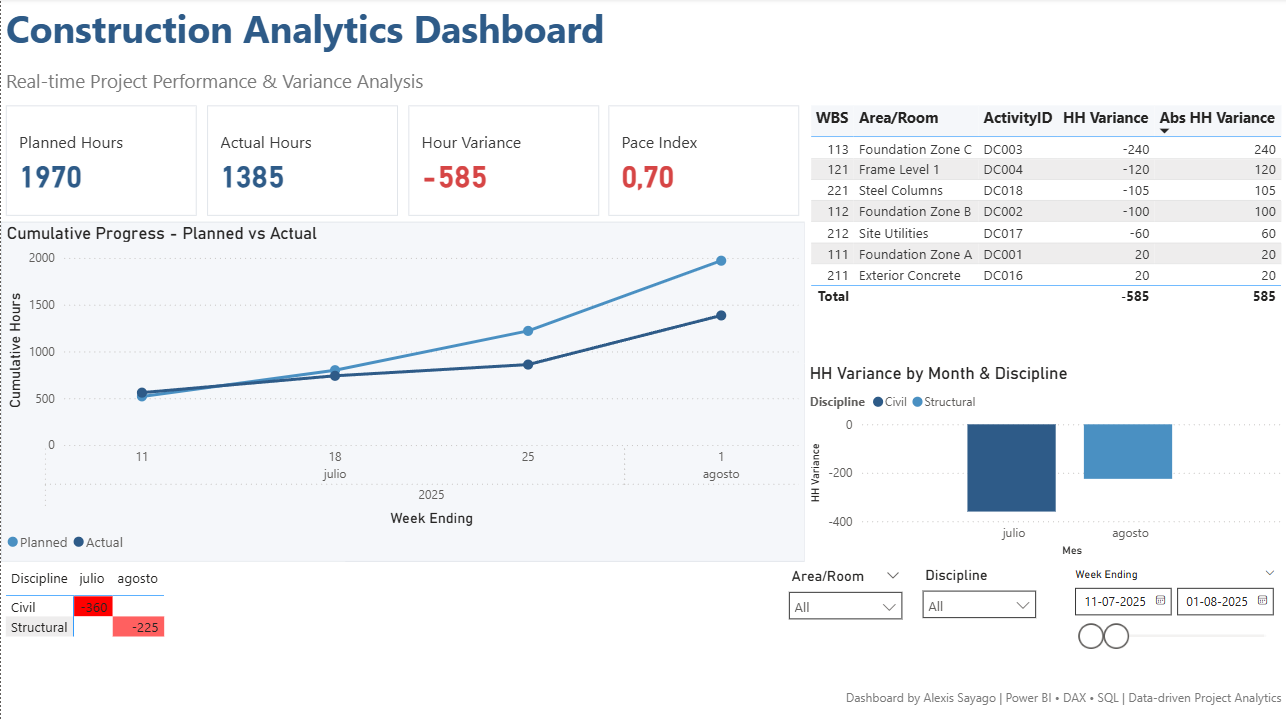 Construction Analytics Dashboard
Real-time Project Performance & Variance Analysis
Planned Hours
1970
Actual Hours
1385
Hour Variance
-585
Pace Index
0,70
WBS Area/Room ActivityID HH Variance Abs HH Variance
113 Foundation Zone C DC003 -240 240
121 Frame Level 1 DC004 -120 120
221 Steel Columns DC018 -105 105
112 Foundation Zone B DC002 -100 100
212 Site Utilities DC017 -60 60
111 Foundation Zone A DC001 20 20
211 Exterior Concrete DC016 20 20
Total -585 585
Cumulative Progress - Planned vs Actual
Cumulative Hours
2000
1500
1000
500
0
11 18 25 1
julio agosto
2025
Week Ending
Planned Actual
HH Variance by Month & Discipline
Discipline Civil Structural
HH Variance
0
-200
-400
julio agosto
Mes
Discipline julio agosto
Civil -360
Structural -225
Area/Room
All
Discipline
All
Week Ending
11-07-2025 01-08-2025
Dashboard by Alexis Sayago | Power BI • DAX • SQL | Data-driven Project Analytics